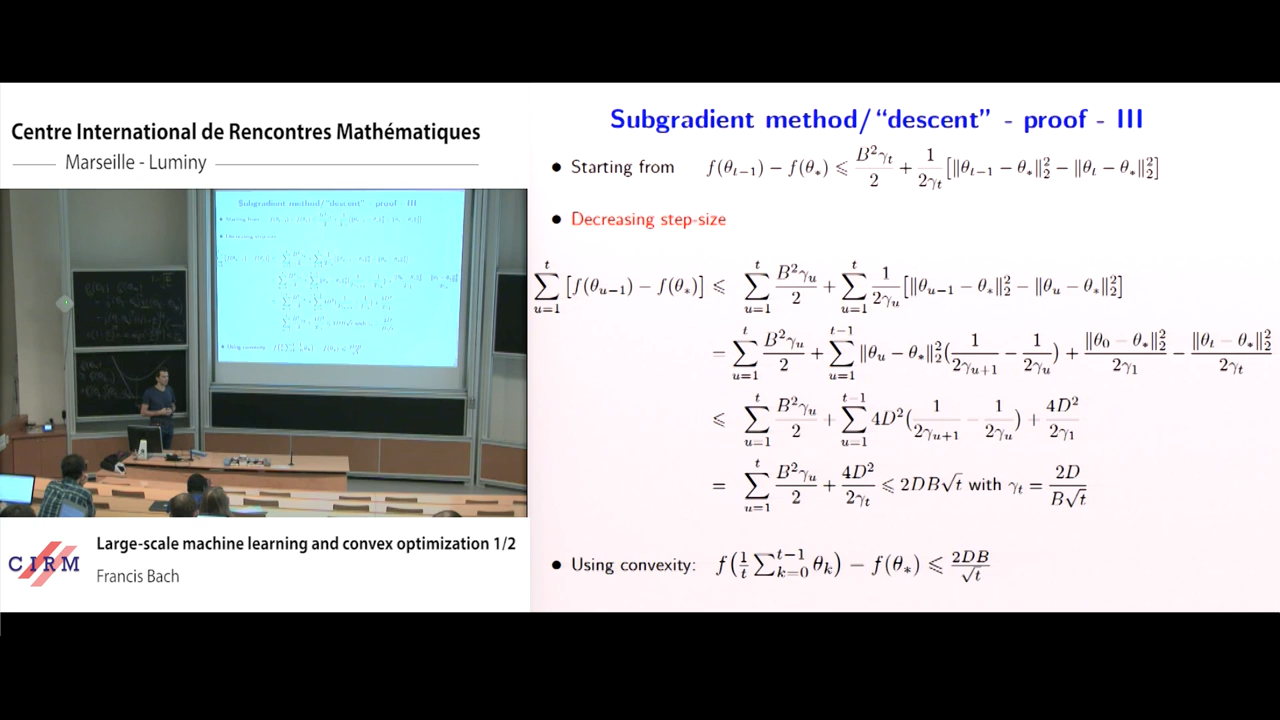 Centre International de Rencontres Mathématiques
Marseille - Luminy
Subgradient method/“descent” - proof - III
• Starting from f(θ_{t−1}) − f(θ_*) ⩽ B²γ_t/2 + 1/(2γ_t) [‖θ_{t−1} − θ_*‖₂² − ‖θ_t − θ_*‖₂²]
• Decreasing step-size
∑_{u=1}^{t} [f(θ_{u−1}) − f(θ_*)] ⩽ ∑_{u=1}^{t} B²γ_u/2 + ∑_{u=1}^{t} 1/(2γ_u) [‖θ_{u−1} − θ_*‖₂² − ‖θ_u − θ_*‖₂²]
= ∑_{u=1}^{t} B²γ_u/2 + ∑_{u=1}^{t−1} ‖θ_u − θ_*‖₂² (1/(2γ_{u+1}) − 1/(2γ_u)) + ‖θ_0 − θ_*‖₂²/(2γ_1) − ‖θ_t − θ_*‖₂²/(2γ_t)
⩽ ∑_{u=1}^{t} B²γ_u/2 + ∑_{u=1}^{t−1} 4D² (1/(2γ_{u+1}) − 1/(2γ_u)) + 4D²/(2γ_1)
= ∑_{u=1}^{t} B²γ_u/2 + 4D²/(2γ_t) ⩽ 2DB√t with γ_t = 2D/(B√t)
• Using convexity: f(1/t ∑_{k=0}^{t−1} θ_k) − f(θ_*) ⩽ 2DB/√t
Subgradient method/“descent” - proof - III
CIRM
Large-scale machine learning and convex optimization 1/2
Francis Bach